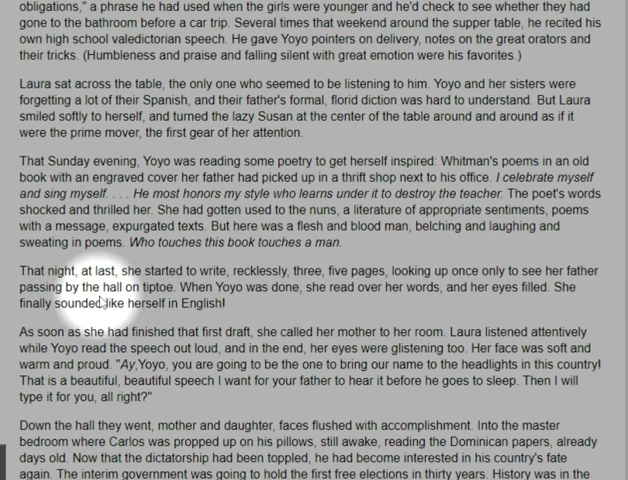 obligations," a phrase he had used when the girls were younger and he'd check to see whether they had
gone to the bathroom before a car trip. Several times that weekend around the supper table, he recited his
own high school valedictorian speech. He gave Yoyo pointers on delivery, notes on the great orators and
their tricks. (Humbleness and praise and falling silent with great emotion were his favorites.)
Laura sat across the table, the only one who seemed to be listening to him. Yoyo and her sisters were
forgetting a lot of their Spanish, and their father's formal, florid diction was hard to understand. But Laura
smiled softly to herself, and turned the lazy Susan at the center of the table around and around as if it
were the prime mover, the first gear of her attention.
That Sunday evening, Yoyo was reading some poetry to get herself inspired: Whitman's poems in an old
book with an engraved cover her father had picked up in a thrift shop next to his office. I celebrate myself
and sing myself. . . . He most honors my style who learns under it to destroy the teacher. The poet's words
shocked and thrilled her. She had gotten used to the nuns, a literature of appropriate sentiments, poems
with a message, expurgated texts. But here was a flesh and blood man, belching and laughing and
sweating in poems. Who touches this book touches a man.
That night, at last, she started to write, recklessly, three, five pages, looking up once only to see her father
passing by the hall on tiptoe. When Yoyo was done, she read over her words, and her eyes filled. She
finally sounded like herself in English!
As soon as she had finished that first draft, she called her mother to her room. Laura listened attentively
while Yoyo read the speech out loud, and in the end, her eyes were glistening too. Her face was soft and
warm and proud. "Ay,Yoyo, you are going to be the one to bring our name to the headlights in this country!
That is a beautiful, beautiful speech I want for your father to hear it before he goes to sleep. Then I will
type it for you, all right?"
Down the hall they went, mother and daughter, faces flushed with accomplishment. Into the master
bedroom where Carlos was propped up on his pillows, still awake, reading the Dominican papers, already
days old. Now that the dictatorship had been toppled, he had become interested in his country's fate
again. The interim government was going to hold the first free elections in thirty years. History was in the